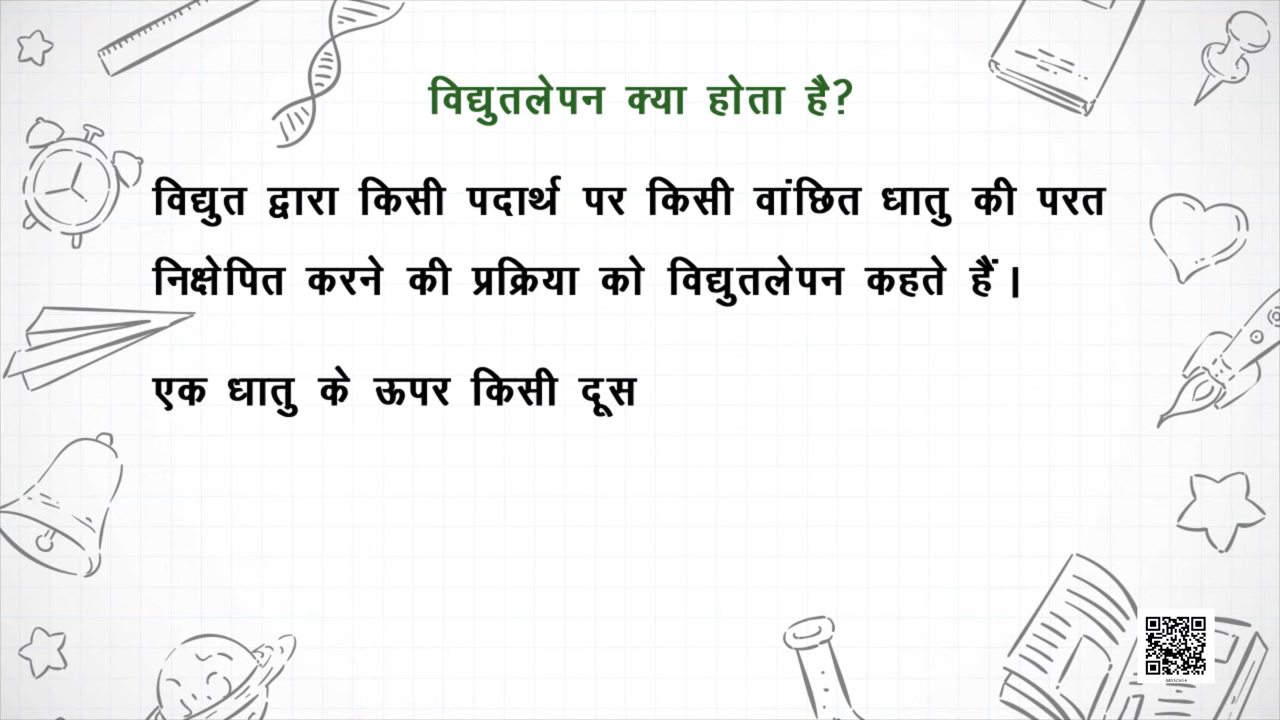 विद्युतलेपन क्या होता है?
विद्युत द्वारा किसी पदार्थ पर किसी वांछित धातु की परत
निक्षेपित करने की प्रक्रिया को विद्युतलेपन कहते हैं।
एक धातु के ऊपर किसी दूस